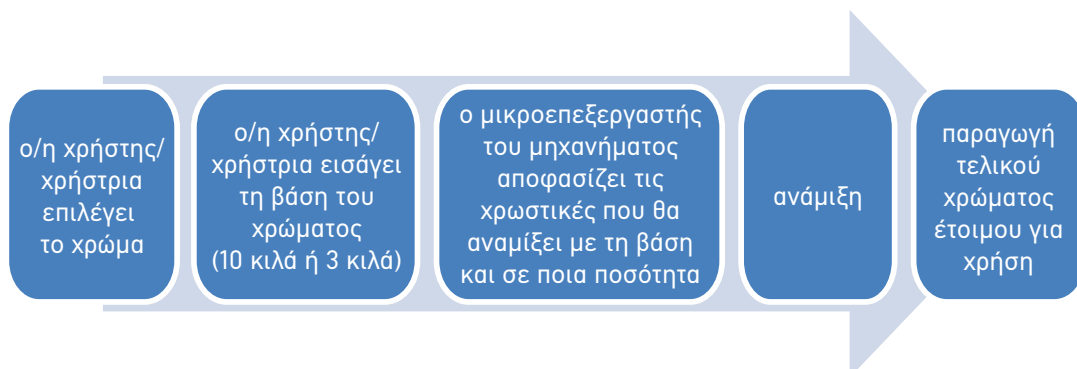 ο/η χρήστης/
χρήστρια
επιλέγει
το χρώμα
ο/η χρήστης/
χρήστρια εισάγει
τη βάση του
χρώματος
(10 κιλά ή 3 κιλά)
ο μικροεπεξεργαστής
του μηχανήματος
αποφασίζει τις
χρωστικές που θα
αναμίξει με τη βάση
και σε ποια ποσότητα
ανάμιξη
παραγωγή
τελικού
χρώματος
έτοιμου για
χρήση